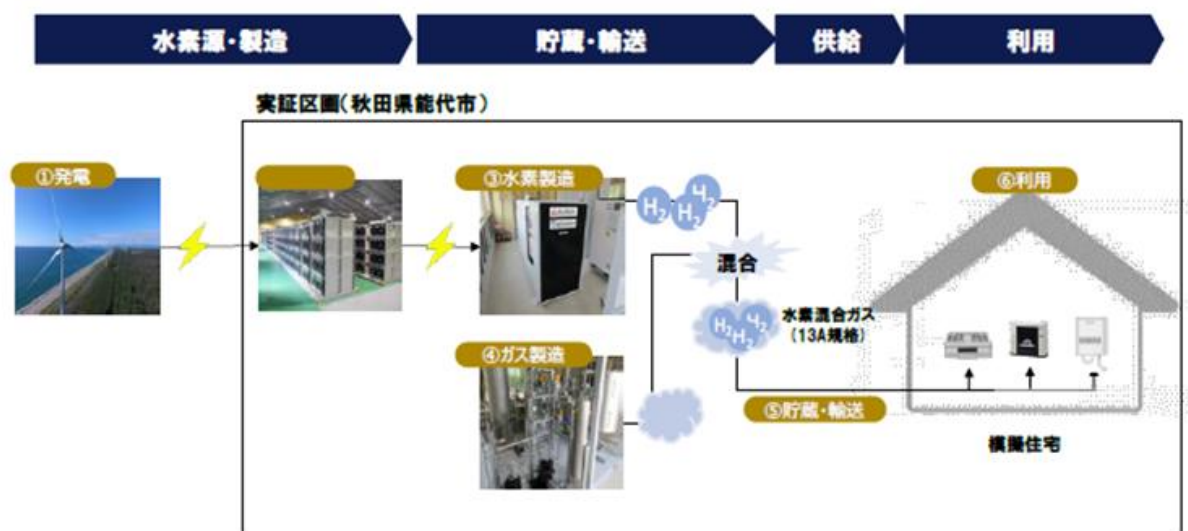 水素源・製造
貯蔵・輸送
供給
利用
実証区画(秋田県能代市)
①発電
③水素製造
⑥利用
H₂
H₂
H₂
混合
H₂
H₂
H₂
水素混合ガス
(13A規格)
④ガス製造
⑤貯蔵・輸送
模擬住宅